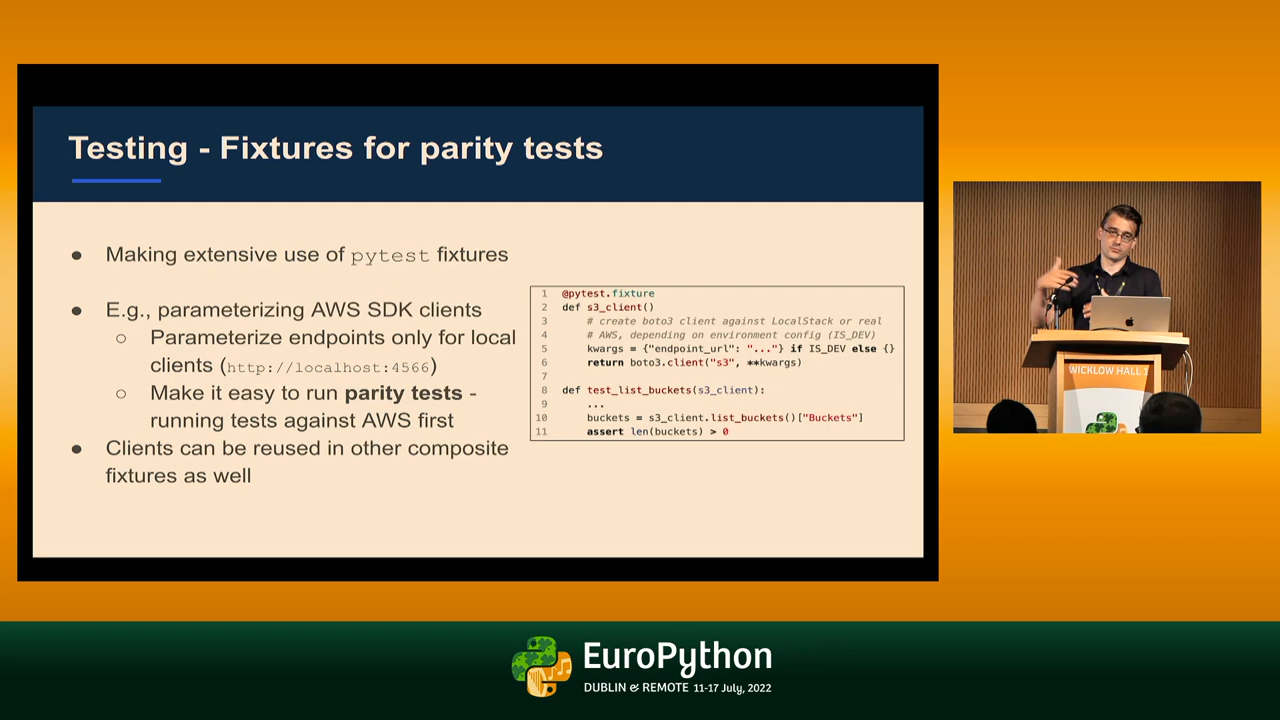 Testing - Fixtures for parity tests
● Making extensive use of pytest fixtures
● E.g., parameterizing AWS SDK clients
○ Parameterize endpoints only for local
clients (http://localhost:4566)
○ Make it easy to run parity tests -
running tests against AWS first
● Clients can be reused in other composite
fixtures as well
1 @pytest.fixture
2 def s3_client()
3 # create boto3 client against LocalStack or real
4 # AWS, depending on environment config (IS_DEV)
5 kwargs = {"endpoint_url": "..."} if IS_DEV else {}
6 return boto3.client("s3", **kwargs)
7
8 def test_list_buckets(s3_client):
9 ...
10 buckets = s3_client.list_buckets()["Buckets"]
11 assert len(buckets) > 0
WICKLOW HALL 1
EuroPython
DUBLIN & REMOTE 11-17 July, 2022